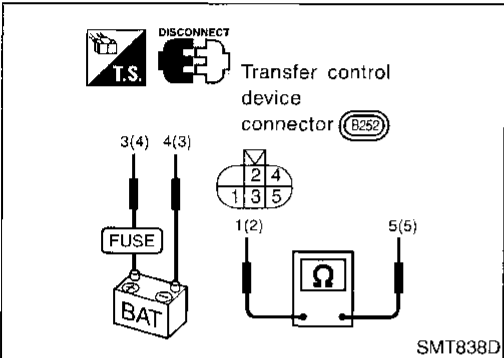 DISCONNECT
T.S.
Transfer control
device
connector B252
3(4) 4(3)
2 4
1 3 5
FUSE
1(2) 5(5)
Ω
BAT
SMT838D